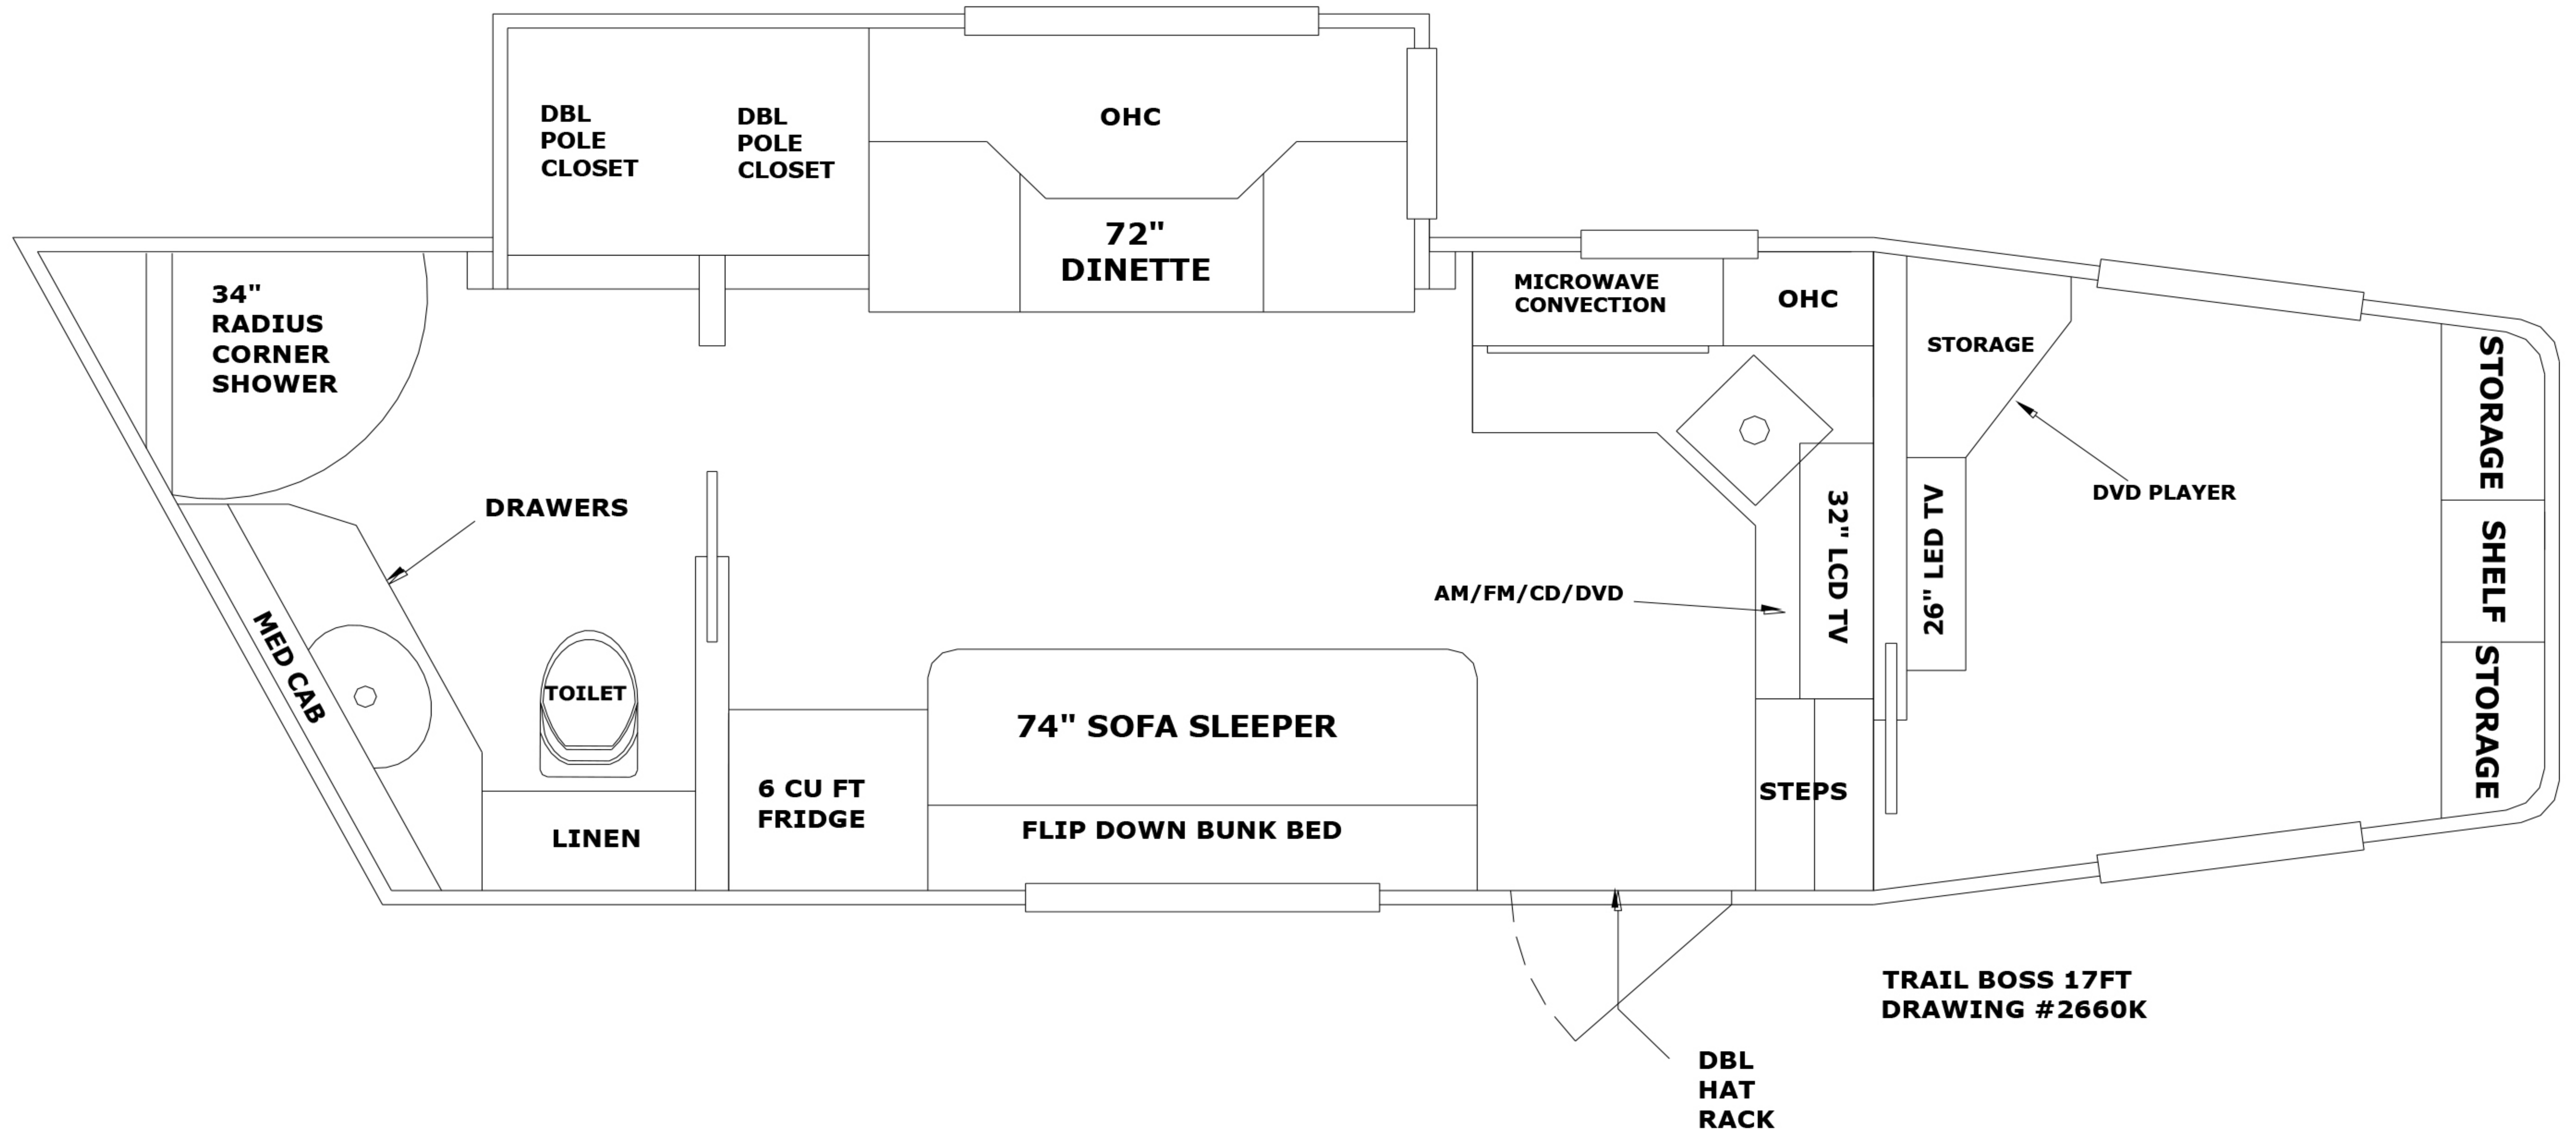 DBL
POLE
CLOSET
DBL
POLE
CLOSET
OHC
72"
DINETTE
34"
RADIUS
CORNER
SHOWER
MICROWAVE
CONVECTION
OHC
STORAGE
STORAGE
DVD PLAYER
DRAWERS
32" LCD TV
26" LED TV
SHELF
AM/FM/CD/DVD
MED CAB
TOILET
74" SOFA SLEEPER
STORAGE
6 CU FT
FRIDGE
STEPS
FLIP DOWN BUNK BED
LINEN
TRAIL BOSS 17FT
DRAWING #2660K
DBL
HAT
RACK